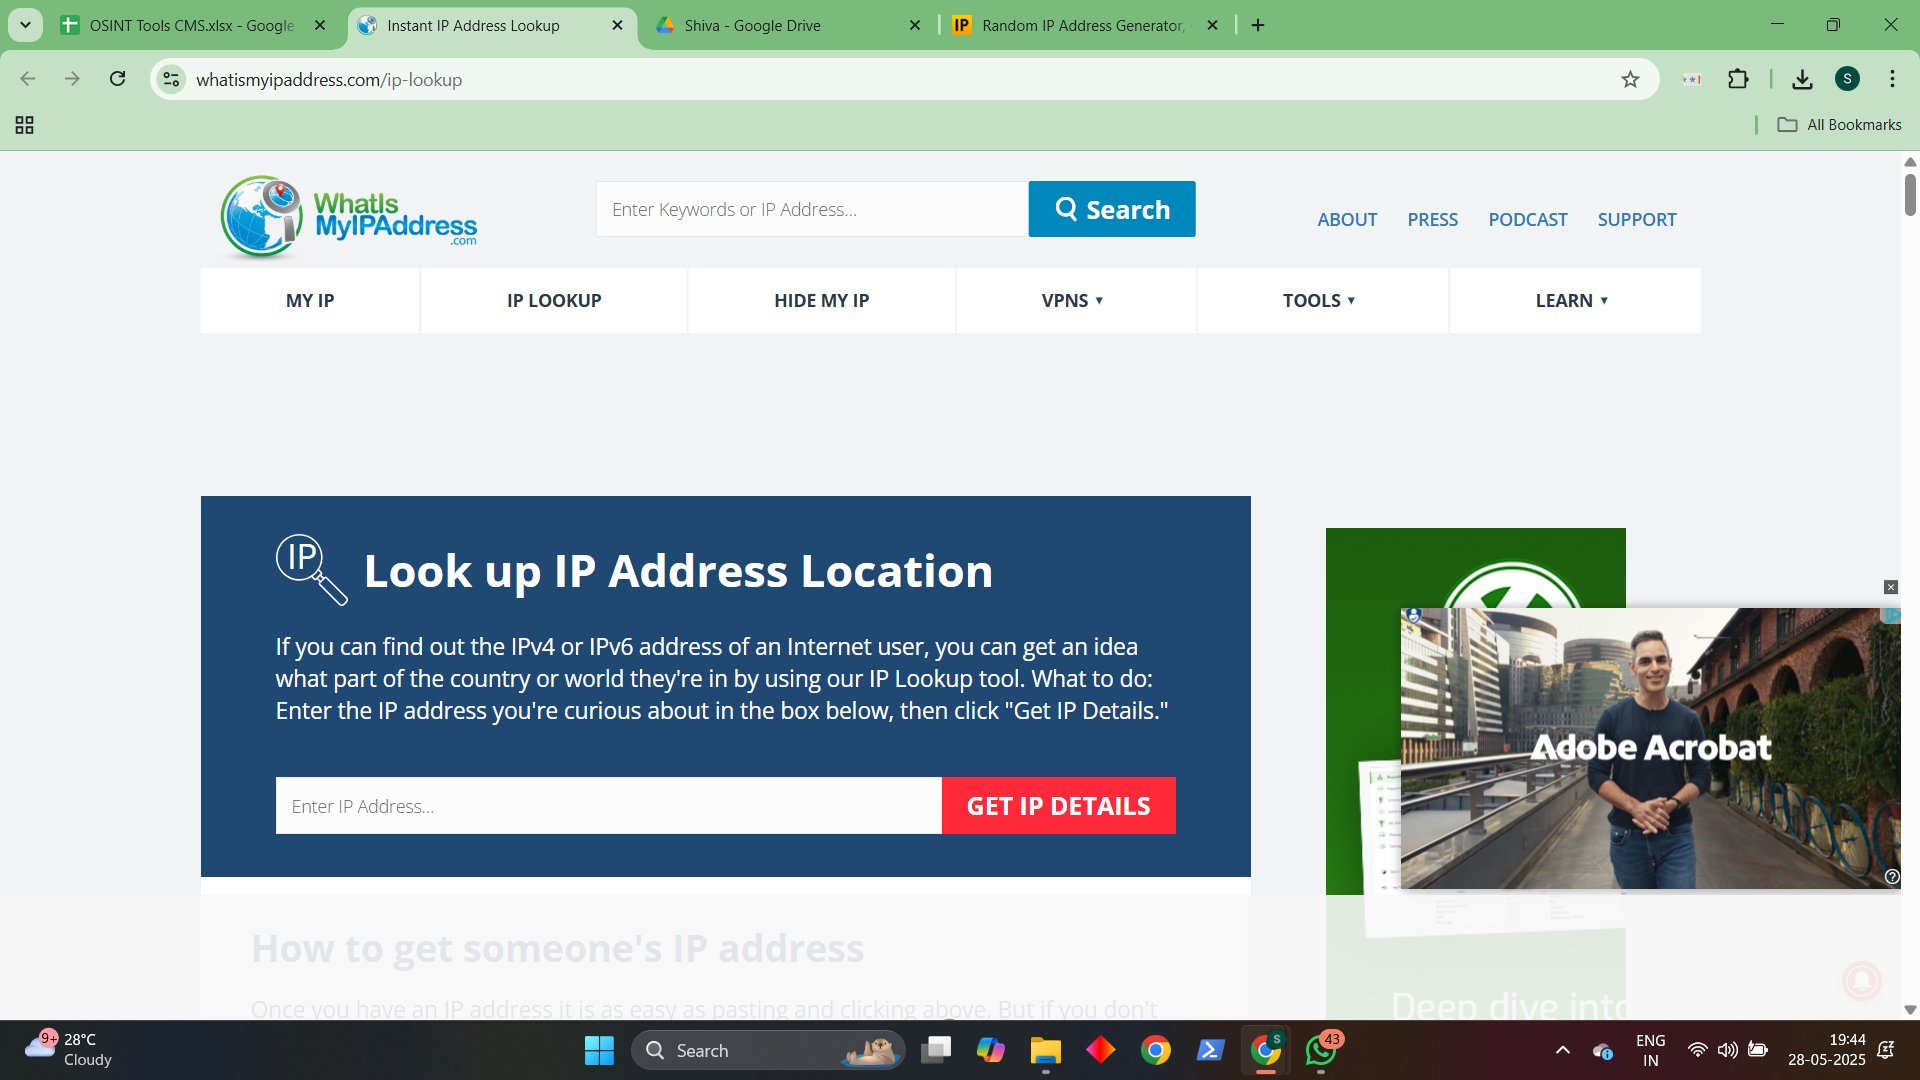 OSINT Tools CMS.xlsx - Google
Instant IP Address Lookup
Shiva - Google Drive
IP
Random IP Address Generator,
whatismyipaddress.com/ip-lookup
S
All Bookmarks
WhatIs
MyIPAddress
.com
Enter Keywords or IP Address...
Search
ABOUT
PRESS
PODCAST
SUPPORT
MY IP
IP LOOKUP
HIDE MY IP
VPNS
TOOLS
LEARN
IP
Look up IP Address Location
If you can find out the IPv4 or IPv6 address of an Internet user, you can get an idea
what part of the country or world they're in by using our IP Lookup tool. What to do:
Enter the IP address you're curious about in the box below, then click "Get IP Details."
Enter IP Address...
GET IP DETAILS
Adobe Acrobat
How to get someone's IP address
Once you have an IP address it is as easy as pasting and clicking above. But if you don't
Deep dive into
9+
28°C
Cloudy
Search
S
43
ENG
IN
19:44
28-05-2025